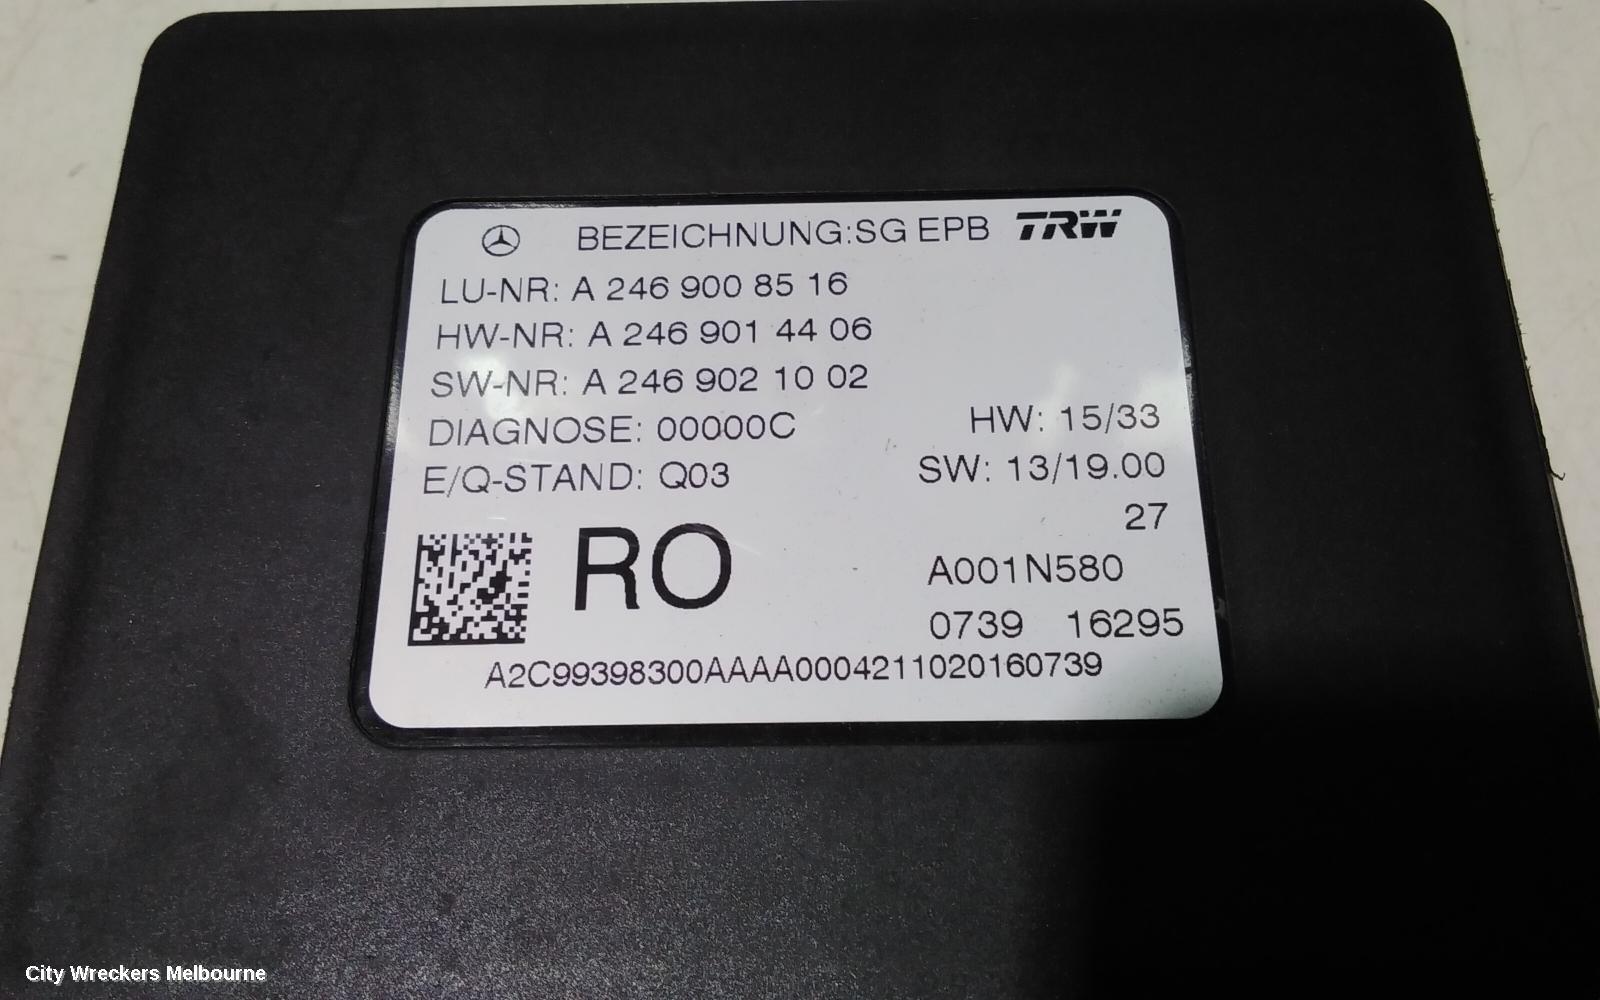 BEZEICHNUNG:SG EPB TRW
LU-NR: A 246 900 85 16
HW-NR: A 246 901 44 06
SW-NR: A 246 902 10 02
DIAGNOSE: 00000C HW: 15/33
E/Q-STAND: Q03 SW: 13/19.00
27
RO A001N580
0739 16295
A2C99398300AAAA0004211020160739
City Wreckers Melbourne